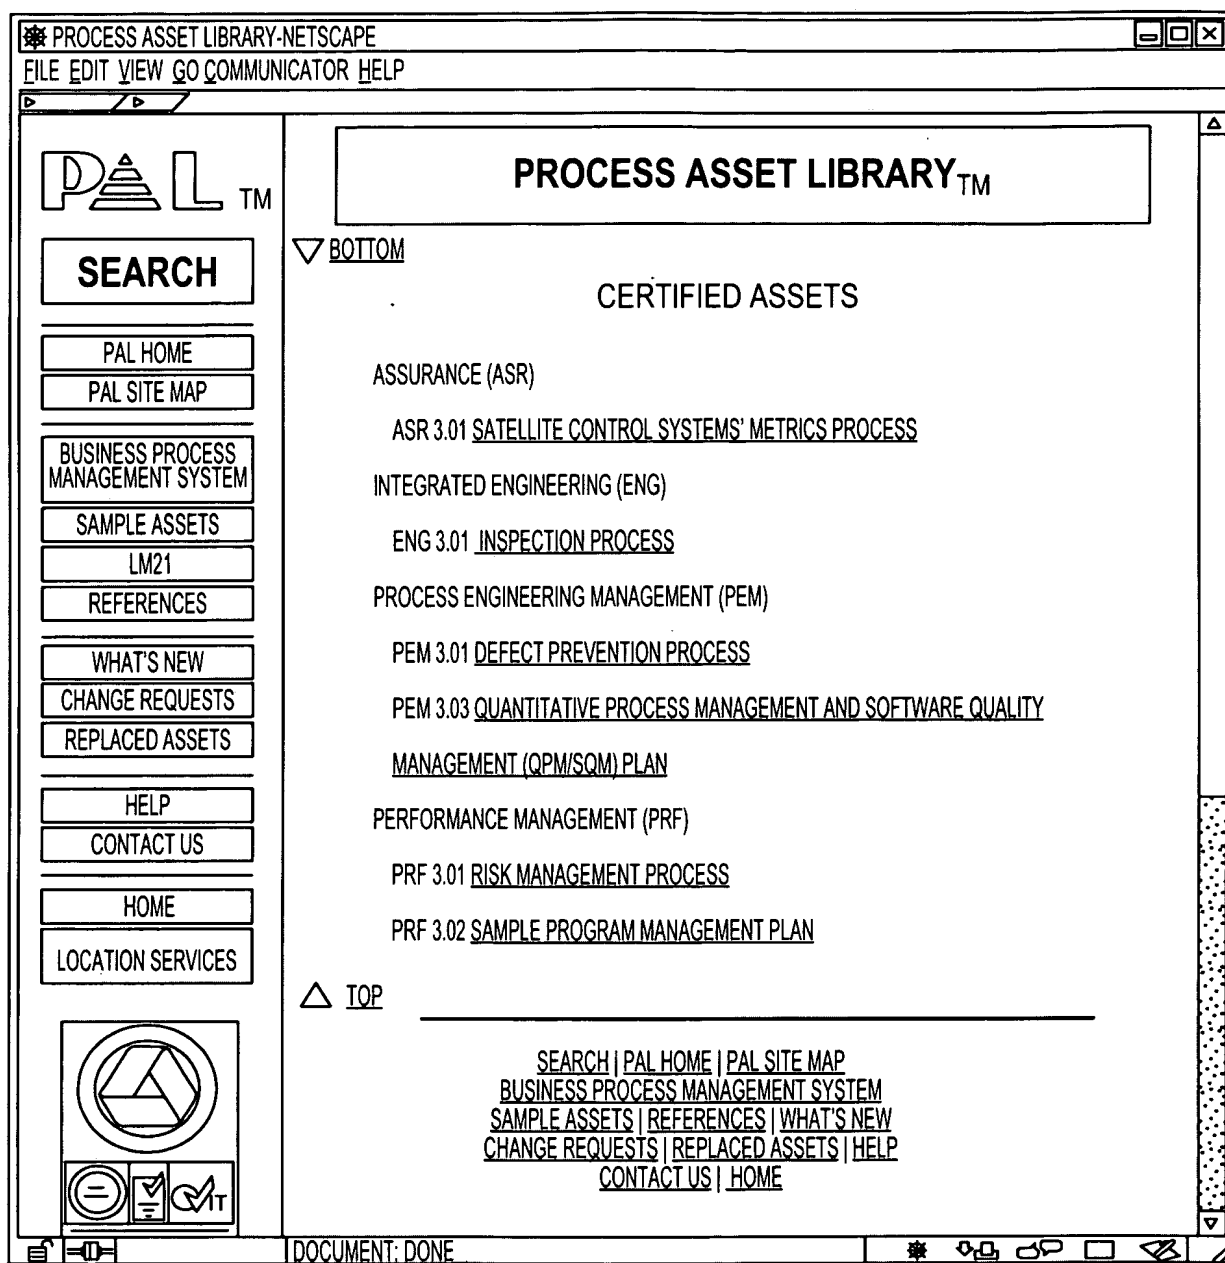 PROCESS ASSET LIBRARY-NETSCAPE
FILE EDIT VIEW GO COMMUNICATOR HELP
PAL TM
SEARCH
PAL HOME
PAL SITE MAP
BUSINESS PROCESS
MANAGEMENT SYSTEM
SAMPLE ASSETS
LM21
REFERENCES
WHAT'S NEW
CHANGE REQUESTS
REPLACED ASSETS
HELP
CONTACT US
HOME
LOCATION SERVICES
IT
PROCESS ASSET LIBRARY TM
BOTTOM
CERTIFIED ASSETS
ASSURANCE (ASR)
ASR 3.01 SATELLITE CONTROL SYSTEMS' METRICS PROCESS
INTEGRATED ENGINEERING (ENG)
ENG 3.01 INSPECTION PROCESS
PROCESS ENGINEERING MANAGEMENT (PEM)
PEM 3.01 DEFECT PREVENTION PROCESS
PEM 3.03 QUANTITATIVE PROCESS MANAGEMENT AND SOFTWARE QUALITY
MANAGEMENT (QPM/SQM) PLAN
PERFORMANCE MANAGEMENT (PRF)
PRF 3.01 RISK MANAGEMENT PROCESS
PRF 3.02 SAMPLE PROGRAM MANAGEMENT PLAN
TOP
SEARCH | PAL HOME | PAL SITE MAP
BUSINESS PROCESS MANAGEMENT SYSTEM
SAMPLE ASSETS | REFERENCES | WHAT'S NEW
CHANGE REQUESTS | REPLACED ASSETS | HELP
CONTACT US | HOME
DOCUMENT: DONE